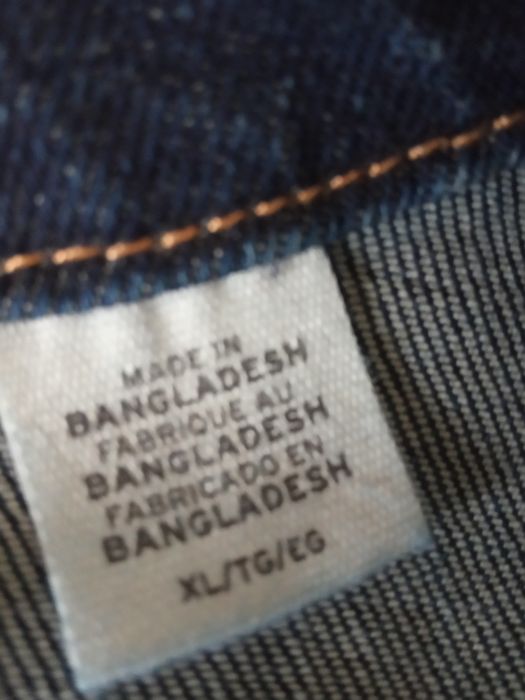 MADE IN
BANGLADESH
FABRIQUE AU
BANGLADESH
FABRICADO EN
BANGLADESH
XL/TG/EG